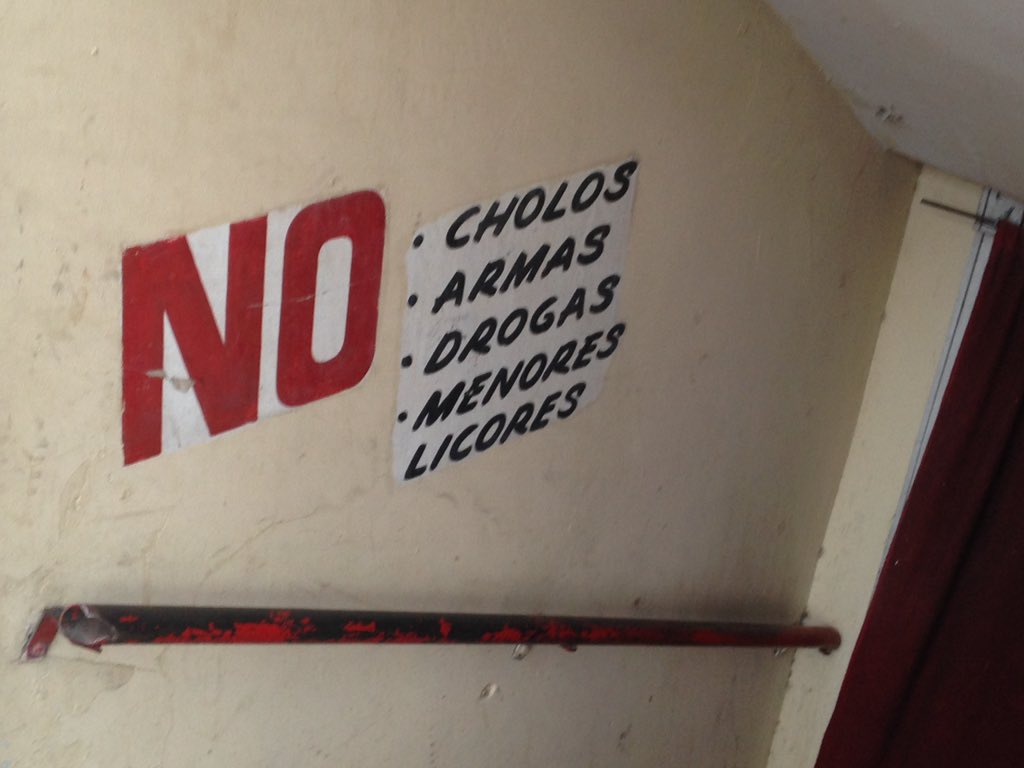 NO
• CHOLOS
• ARMAS
• DROGAS
• MENORES
LICORES